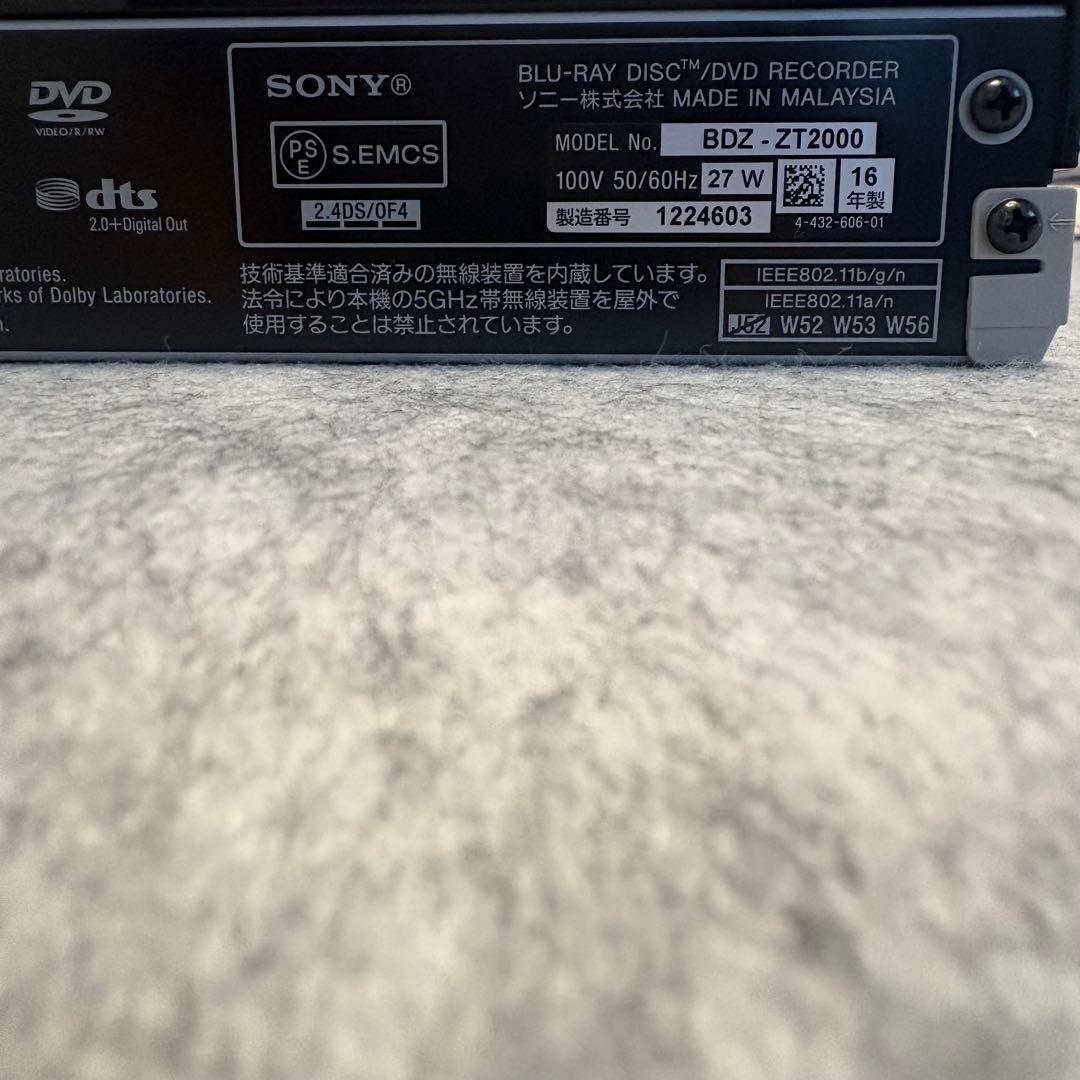 DVD
VIDEO/R/RW
dts
2.0+Digital Out
ratories.
rks of Dolby Laboratories.
SONY®
PSE S.EMCS
2.4DS/OF4
BLU-RAY DISC™/DVD RECORDER
ソニー株式会社 MADE IN MALAYSIA
MODEL No. BDZ - ZT2000
100V 50/60Hz 27 W
16
年製
製造番号 1224603
4-432-606-01
技術基準適合済みの無線装置を内蔵しています。
法令により本機の5GHz帯無線装置を屋外で
使用することは禁止されています。
IEEE802.11b/g/n
IEEE802.11a/n
J52 W52 W53 W56